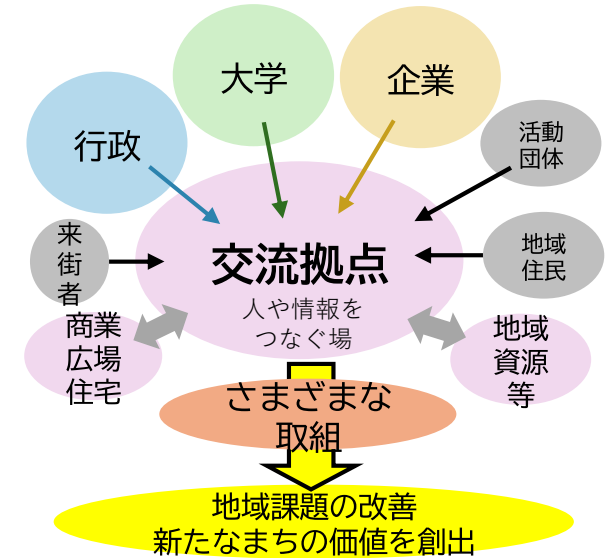 大学
企業
行政
活動
団体
来
街
者
地域
住民
交流拠点
人や情報を
つなぐ場
商業
広場
住宅
地域
資源
等
さまざまな
取組
地域課題の改善
新たなまちの価値を創出